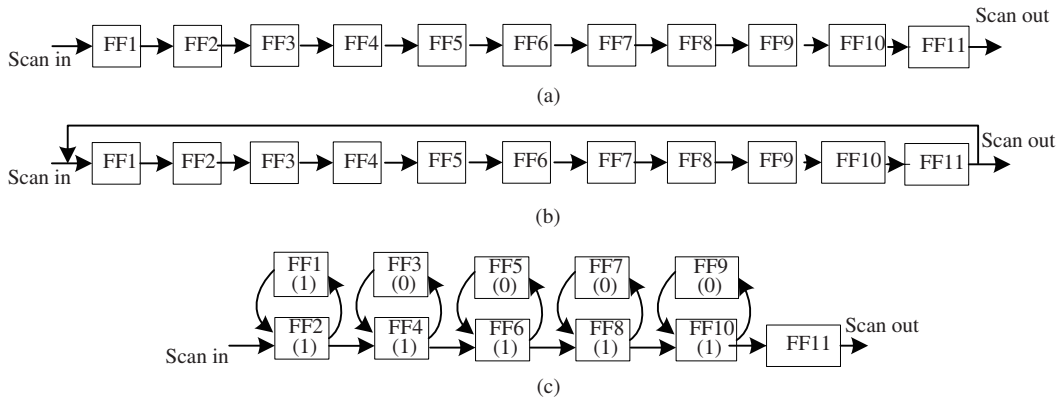 Scan out
Scan in FF1 FF2 FF3 FF4 FF5 FF6 FF7 FF8 FF9 FF10 FF11
(a)
Scan in FF1 FF2 FF3 FF4 FF5 FF6 FF7 FF8 FF9 FF10 FF11 Scan out
(b)
FF1 FF3 FF5 FF7 FF9
(1) (0) (0) (0) (0)
FF2 FF4 FF6 FF8 FF10 Scan out
Scan in (1) (1) (1) (1) (1) FF11
(c)